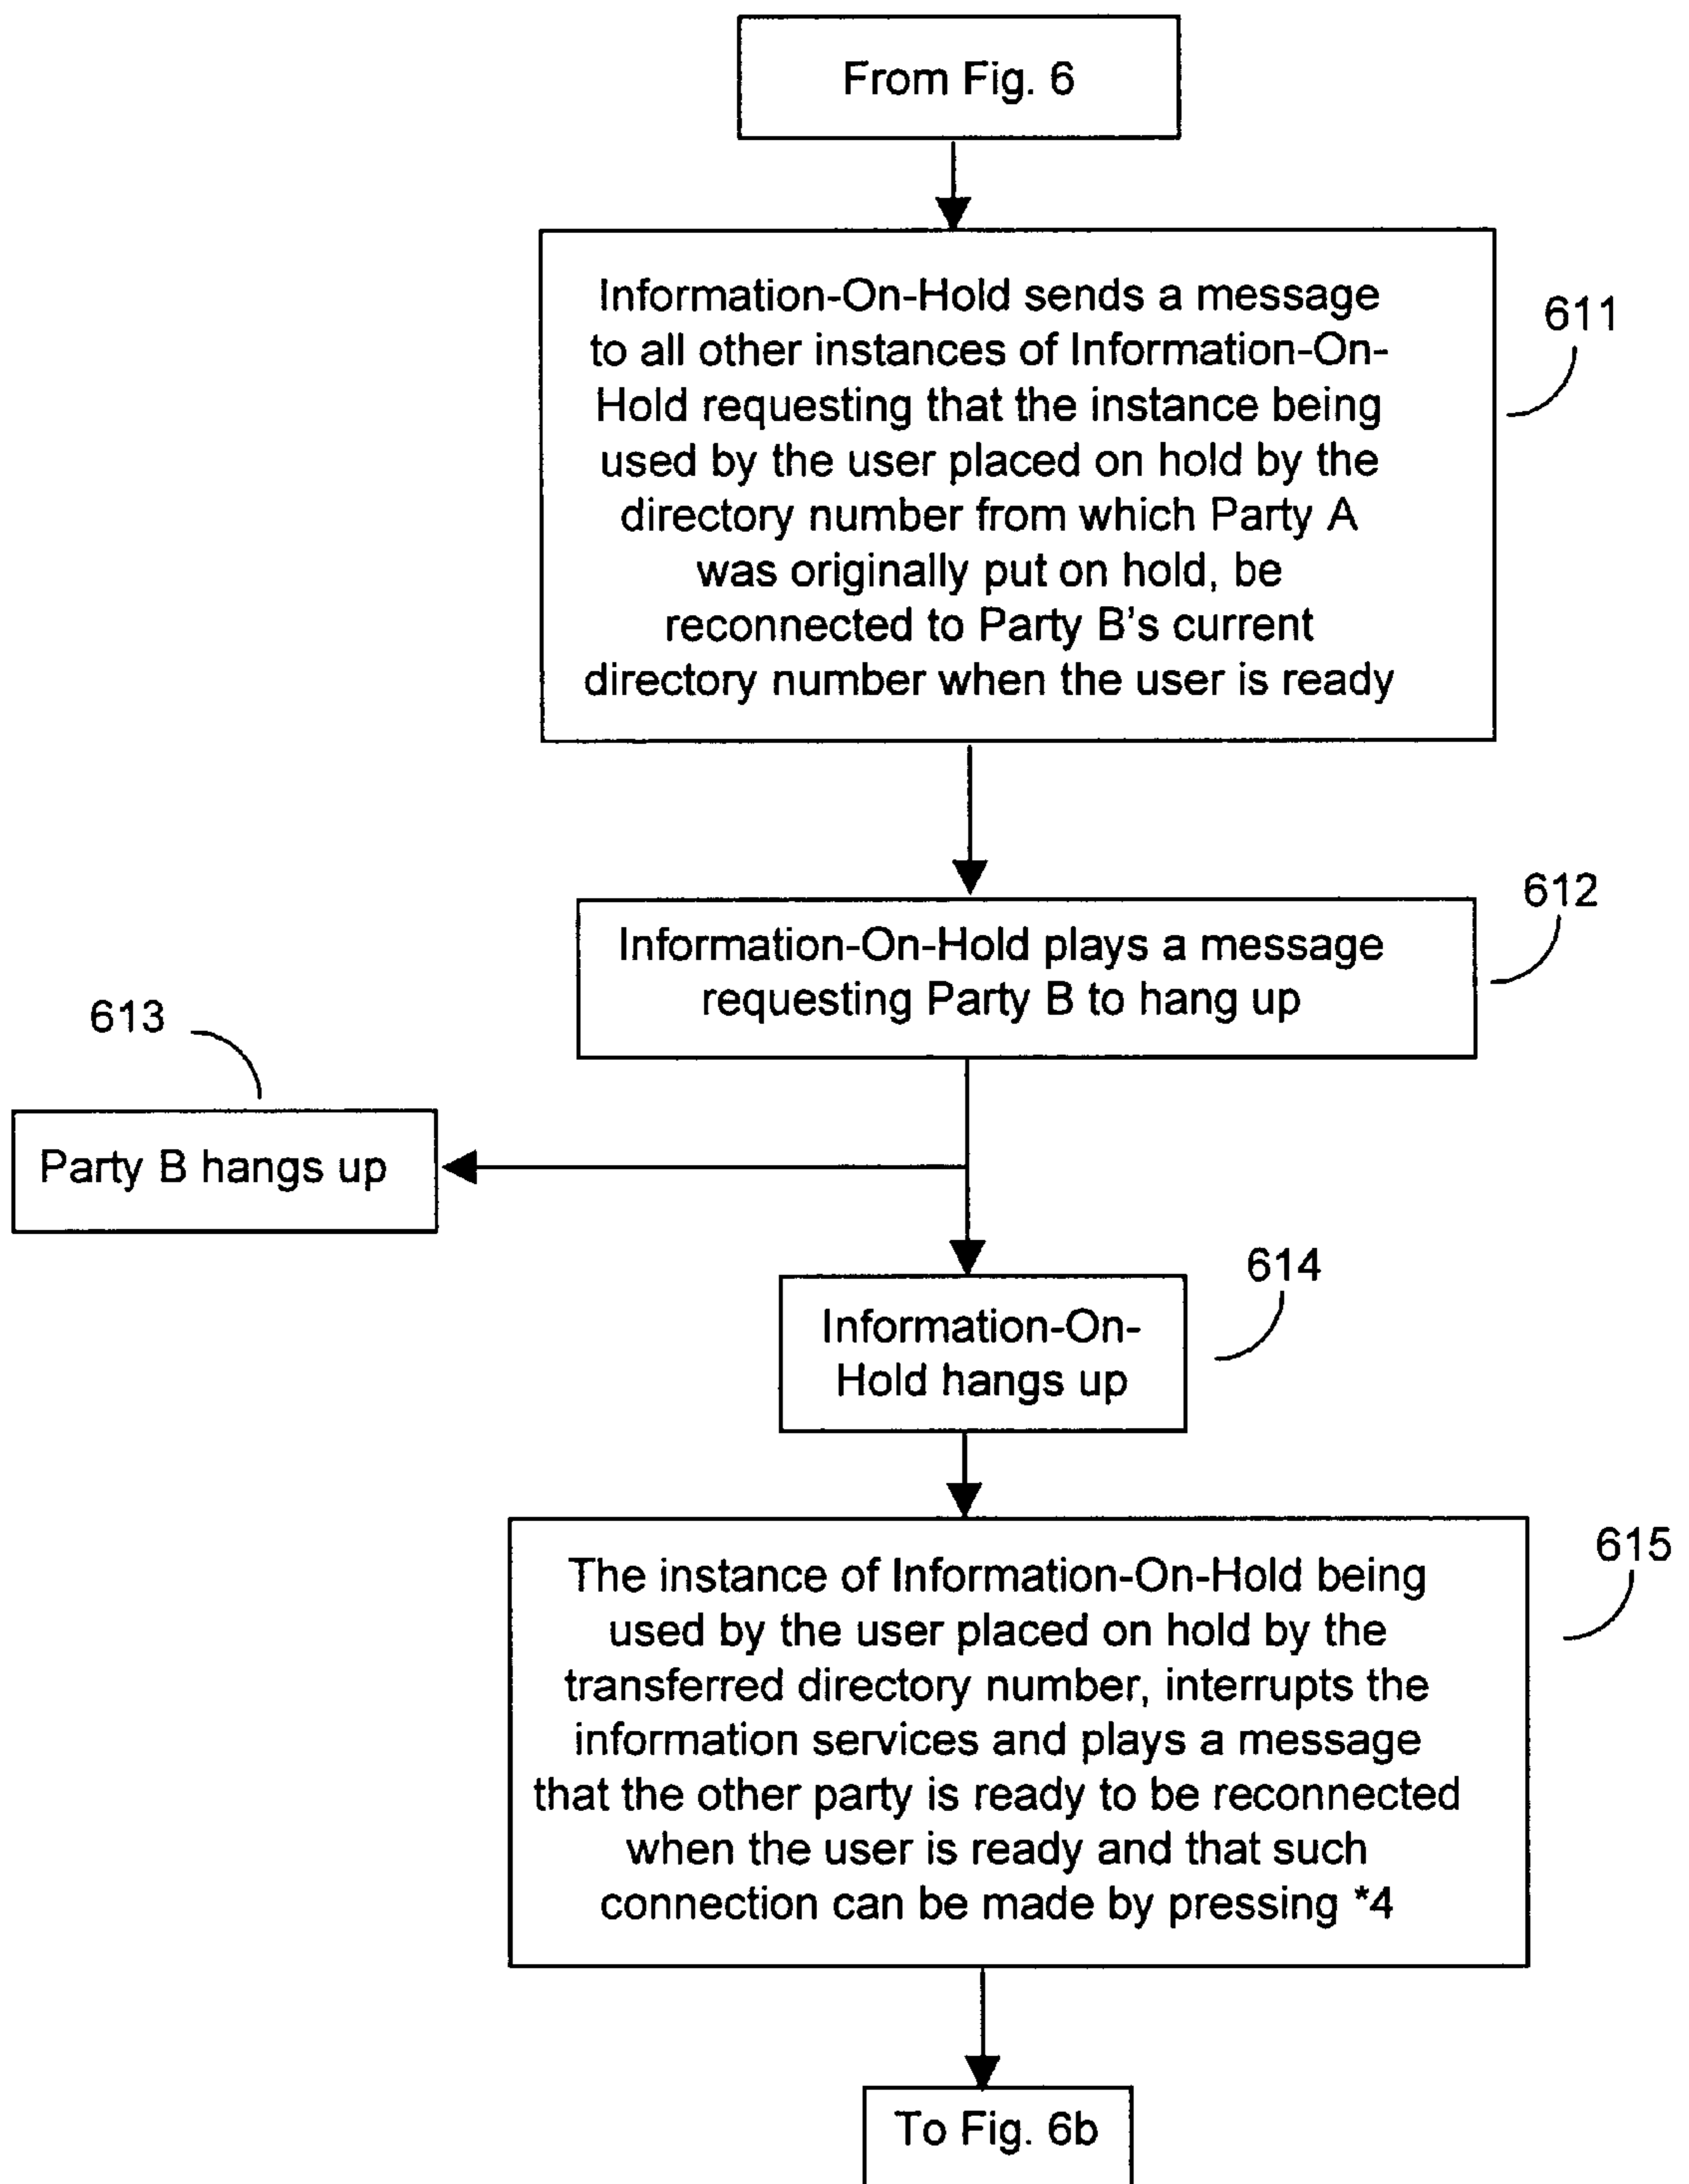 From Fig. 6
Information-On-Hold sends a message
to all other instances of Information-On-
Hold requesting that the instance being
used by the user placed on hold by the
directory number from which Party A
was originally put on hold, be
reconnected to Party B's current
directory number when the user is ready
611
Information-On-Hold plays a message
requesting Party B to hang up
612
613
Party B hangs up
Information-On-
Hold hangs up
614
The instance of Information-On-Hold being
used by the user placed on hold by the
transferred directory number, interrupts the
information services and plays a message
that the other party is ready to be reconnected
when the user is ready and that such
connection can be made by pressing *4
615
To Fig. 6b